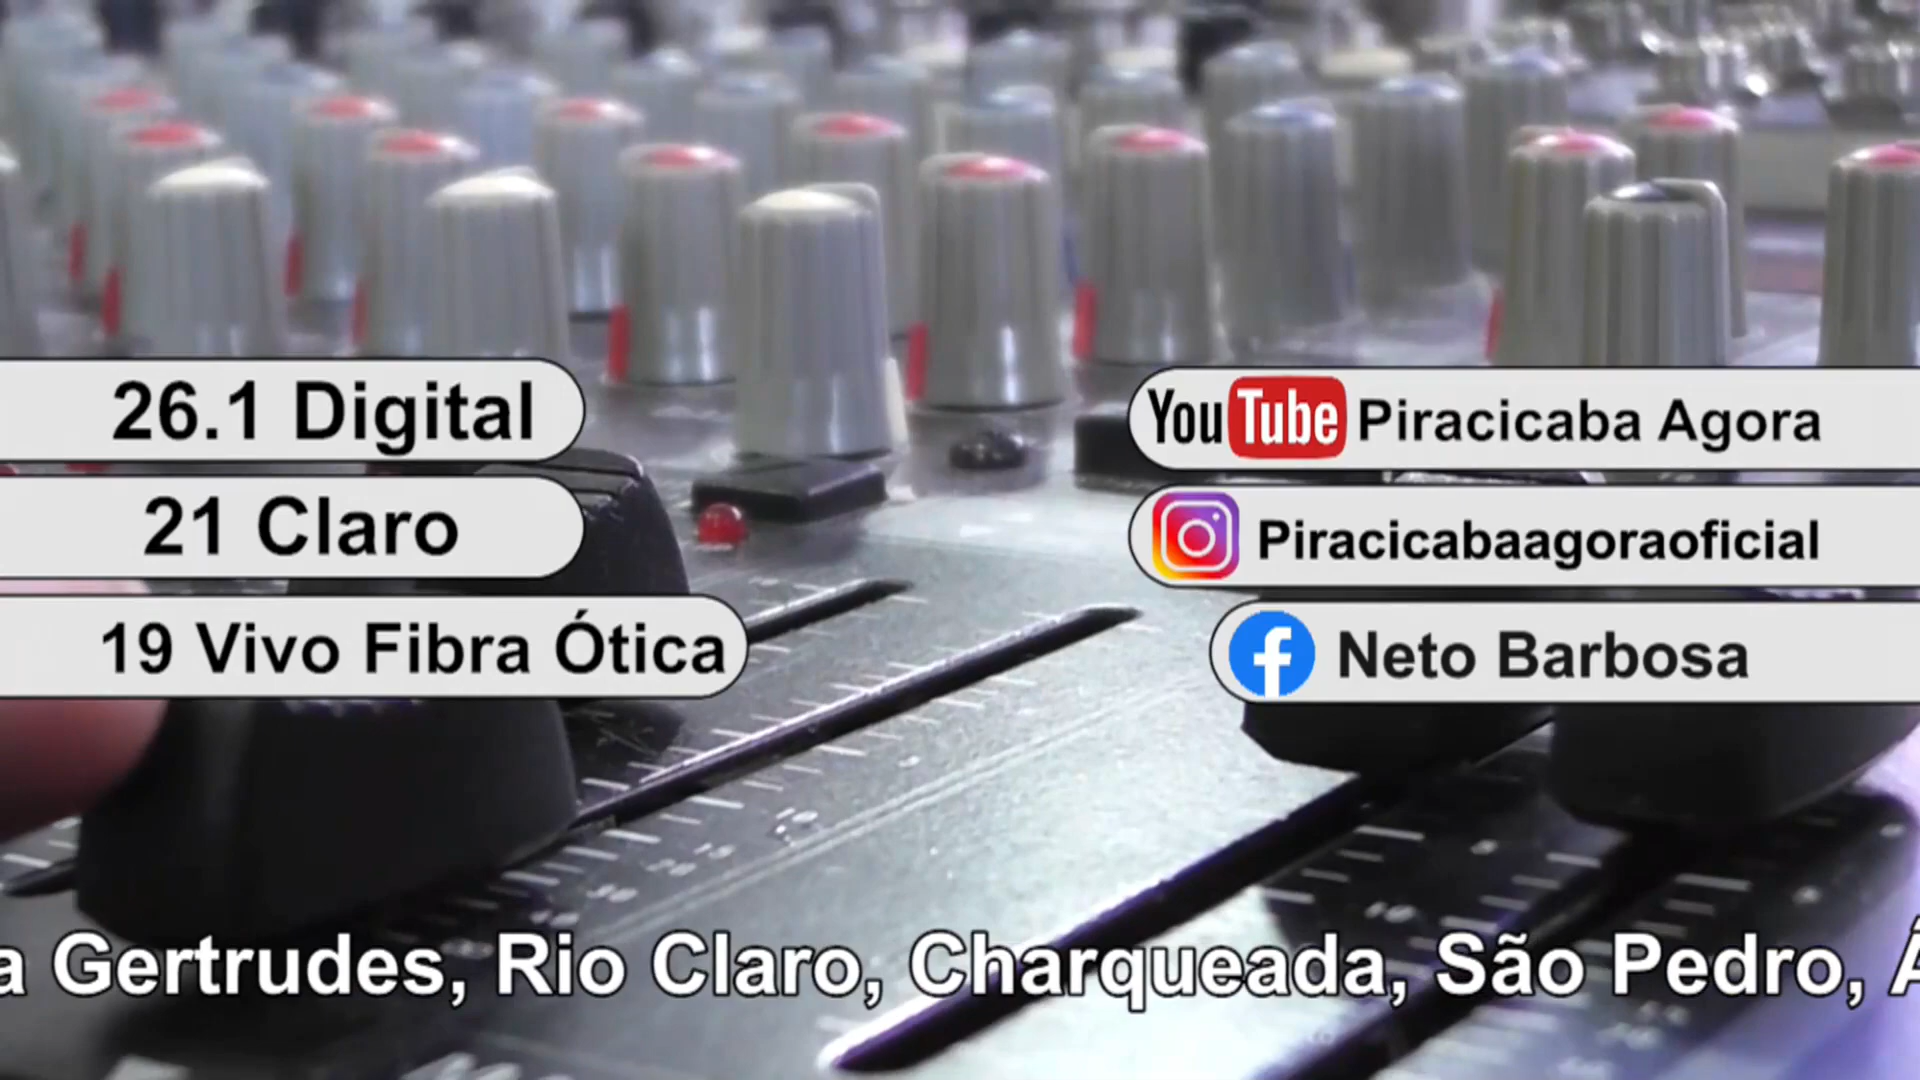 26.1 Digital
21 Claro
19 Vivo Fibra Ótica
YouTube Piracicaba Agora
Piracicabaagoraoficial
Neto Barbosa
a Gertrudes, Rio Claro, Charqueada, São Pedro, Á